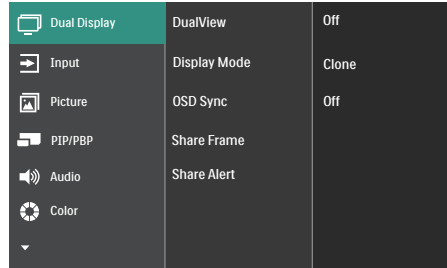 Dual Display DualView Off
Input Display Mode Clone
Picture OSD Sync Off
PIP/PBP Share Frame
Audio Share Alert
Color